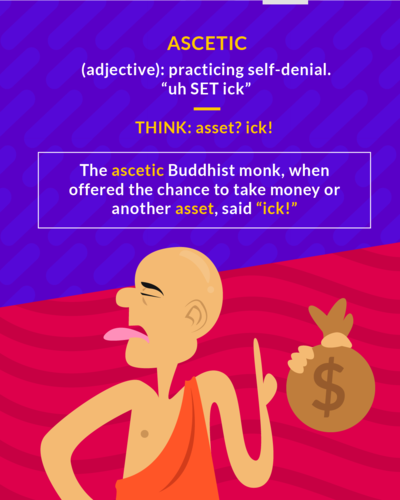 ASCETIC
(adjective): practicing self-denial.
“uh SET ick”
THINK: asset? ick!
The ascetic Buddhist monk, when
offered the chance to take money or
another asset, said “ick!”
$